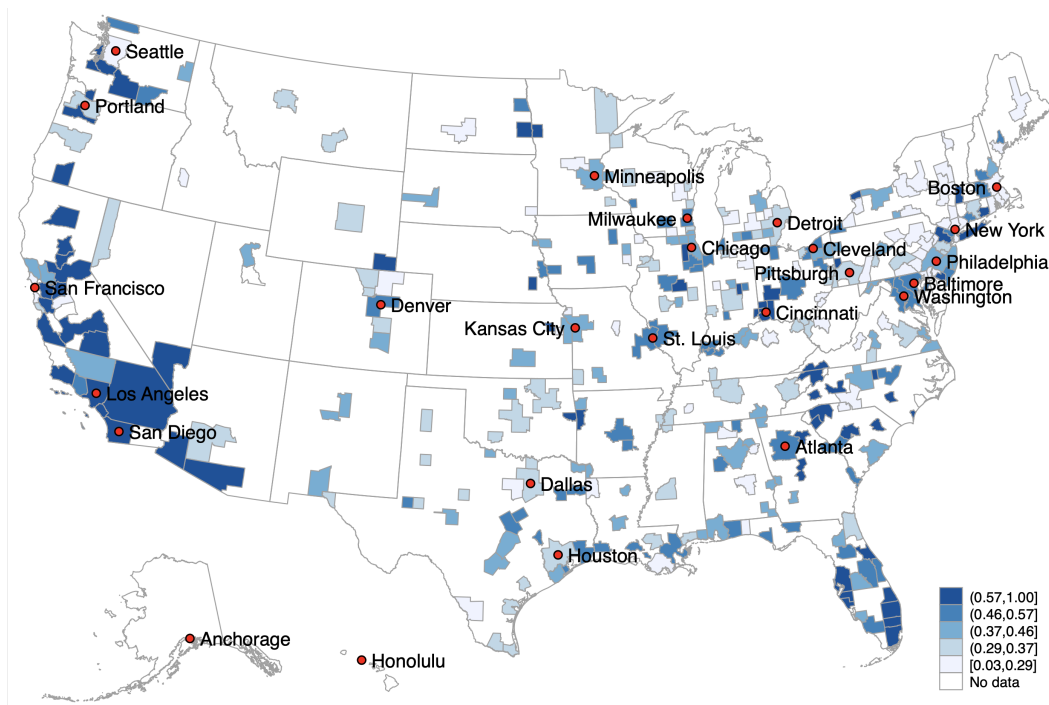 Seattle
Portland
Minneapolis
Boston
Milwaukee
Detroit
New York
Chicago
Cleveland
Philadelphia
Pittsburgh
Baltimore
San Francisco
Washington
Denver
Cincinnati
Kansas City
St. Louis
Los Angeles
San Diego
Atlanta
Dallas
Houston
Anchorage
Honolulu
(0.57,1.00]
(0.46,0.57]
(0.37,0.46]
(0.29,0.37]
[0.03,0.29]
No data